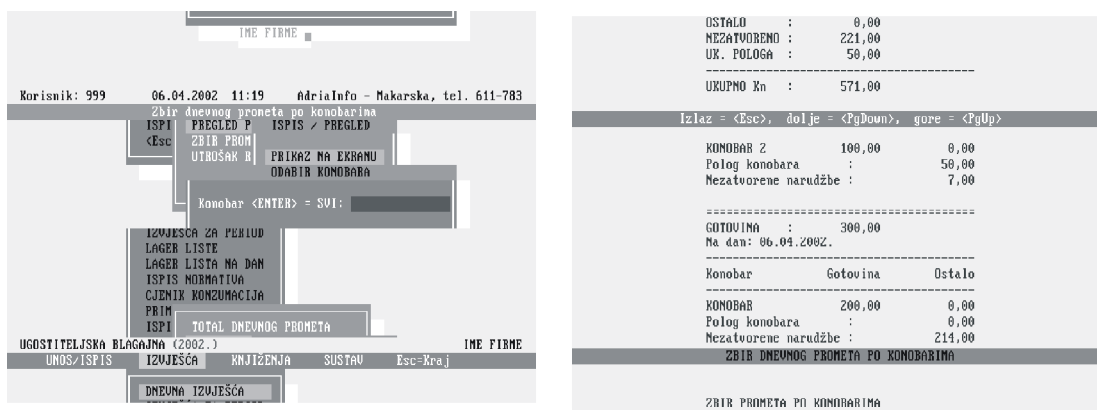 IME FIRME
Korisnik: 999 06.04.2002 11:19 AdriaInfo - Makarska, tel. 611-783
Zbir dnevnog prometa po konobarima
ISPI PREGLED P ISPIS / PREGLED
<Esc ZBIR PROM
UTROŠAK R PRIKAZ NA EKRANU
ODABIR KONOBARA
Konobar <ENTER> = SVI:
IZVJEŠĆA ZA PERIOD
LAGER LISTE
LAGER LISTA NA DAN
ISPIS NORMATIVA
CJENIK KONZUMACIJA
PRIM
ISPI TOTAL DNEVNOG PROMETA
UGOSTITELJSKA BLAGAJNA (2002.) IME FIRME
UNOS/ISPIS IZVJEŠĆA KNJIŽENJA SUSTAV Esc=Kraj
DNEVNA IZVJEŠĆA
OSTALO : 0,00
NEZATVORENO : 221,00
UK. POLOGA : 50,00
----------------------------------------
UKUPNO Kn : 571,00
Izlaz = <Esc>, dolje = <PgDown>, gore = <PgUp>
KONOBAR 2 100,00 0,00
Polog konobara : 50,00
Nezatvorene narudžbe : 7,00
========================================
GOTOVINA : 300,00
Na dan: 06.04.2002.
----------------------------------------
Konobar Gotovina Ostalo
----------------------------------------
KONOBAR 200,00 0,00
Polog konobara : 0,00
Nezatvorene narudžbe : 214,00
ZBIR DNEVNOG PROMETA PO KONOBARIMA
ZBIR PROMETA PO KONOBARIMA